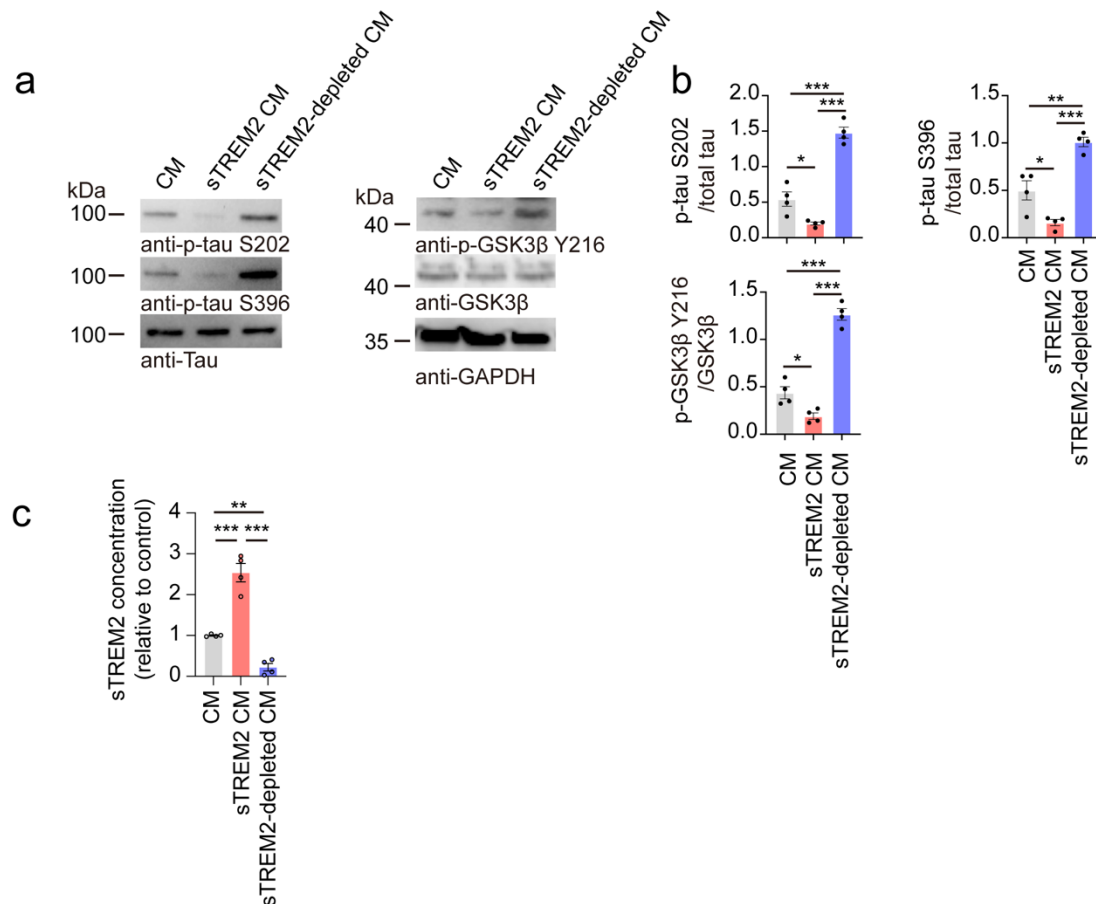 a
CM
sTREM2 CM
sTREM2-depleted CM
kDa
100
anti-p-tau S202
100
anti-p-tau S396
100
anti-Tau
CM
sTREM2 CM
sTREM2-depleted CM
kDa
40
anti-p-GSK3β Y216
40
anti-GSK3β
35
anti-GAPDH
b
p-tau S202
/total tau
2.0
1.5
1.0
0.5
0.0
***
***
*
p-tau S396
/total tau
1.5
1.0
0.5
0.0
**
***
*
CM
sTREM2 CM
sTREM2-depleted CM
p-GSK3β Y216
/GSK3β
1.5
1.0
0.5
0.0
***
***
*
CM
sTREM2 CM
sTREM2-depleted CM
c
sTREM2 concentration
(relative to control)
4
3
2
1
0
**
*** ***
CM
sTREM2 CM
sTREM2-depleted CM